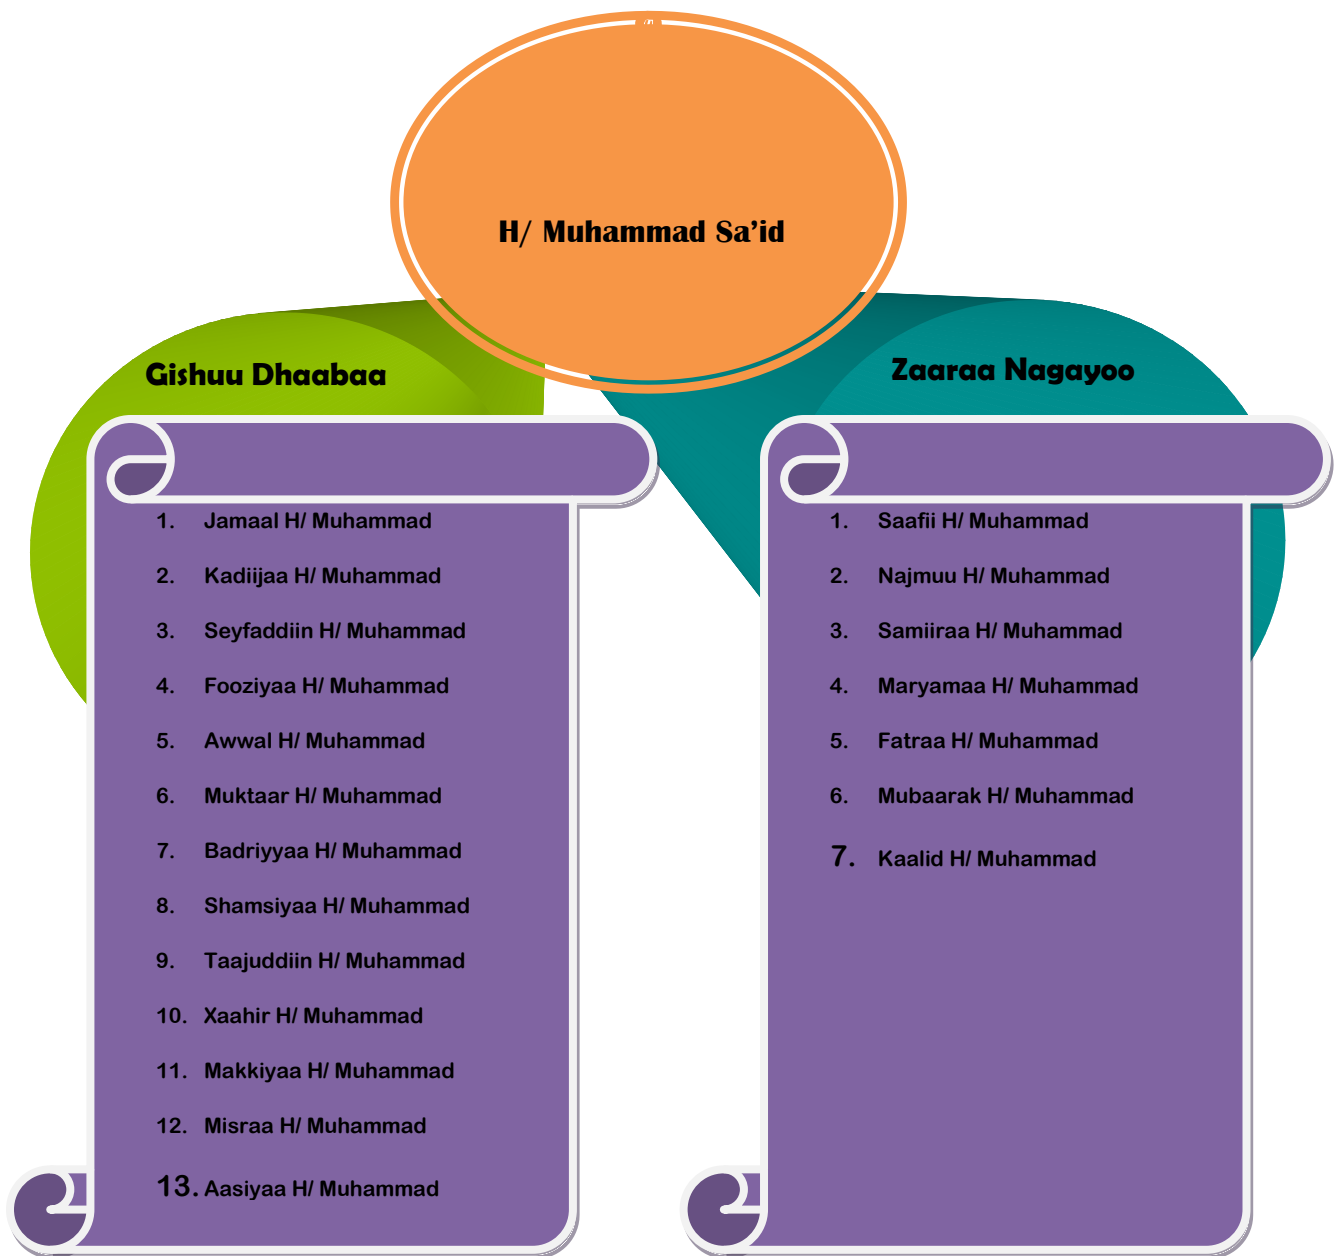 H/ Muhammad Sa’id
Gishuu Dhaabaa
1. Jamaal H/ Muhammad
2. Kadiijaa H/ Muhammad
3. Seyfaddiin H/ Muhammad
4. Fooziyaa H/ Muhammad
5. Awwal H/ Muhammad
6. Muktaar H/ Muhammad
7. Badriyyaa H/ Muhammad
8. Shamsiyaa H/ Muhammad
9. Taajuddiin H/ Muhammad
10. Xaahir H/ Muhammad
11. Makkiyaa H/ Muhammad
12. Misraa H/ Muhammad
13. Aasiyaa H/ Muhammad
Zaaraa Nagayoo
1. Saafii H/ Muhammad
2. Najmuu H/ Muhammad
3. Samiiraa H/ Muhammad
4. Maryamaa H/ Muhammad
5. Fatraa H/ Muhammad
6. Mubaarak H/ Muhammad
7. Kaalid H/ Muhammad